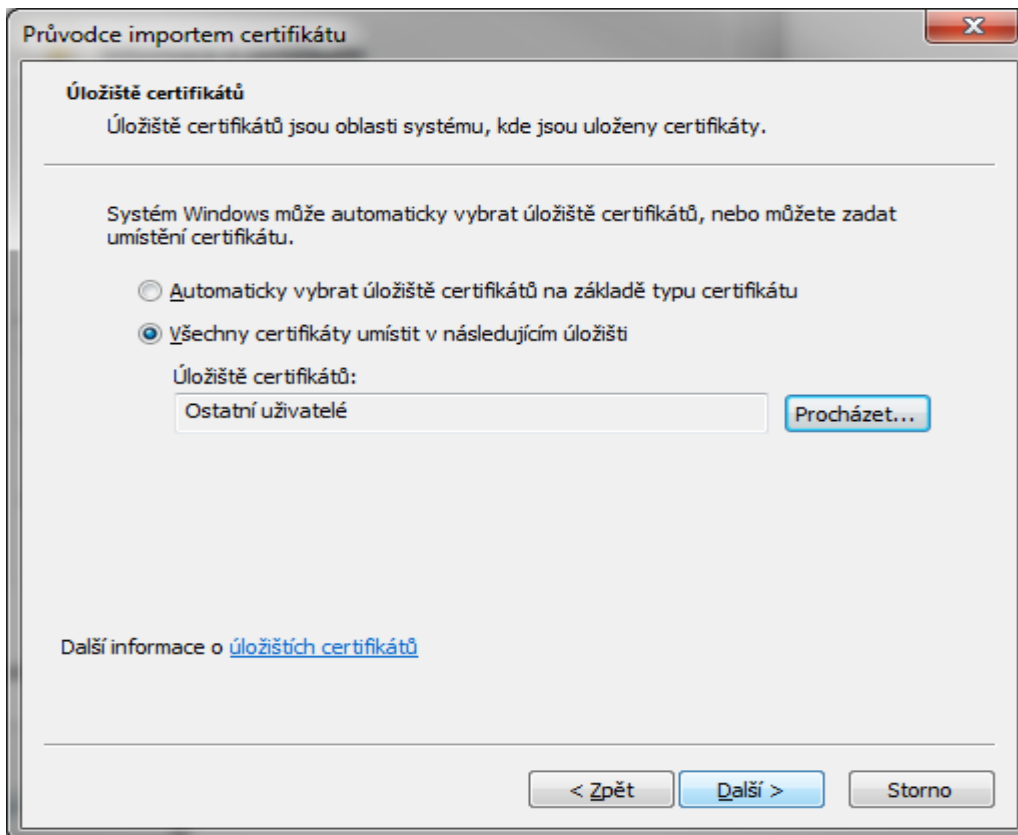 Průvodce importem certifikátu
Úložiště certifikátů
Úložiště certifikátů jsou oblasti systému, kde jsou uloženy certifikáty.
Systém Windows může automaticky vybrat úložiště certifikátů, nebo můžete zadat
umístění certifikátu.
Automaticky vybrat úložiště certifikátů na základě typu certifikátu
Všechny certifikáty umístit v následujícím úložišti
Úložiště certifikátů:
Ostatní uživatelé
Procházet...
Další informace o úložištích certifikátů
< Zpět
Další >
Storno